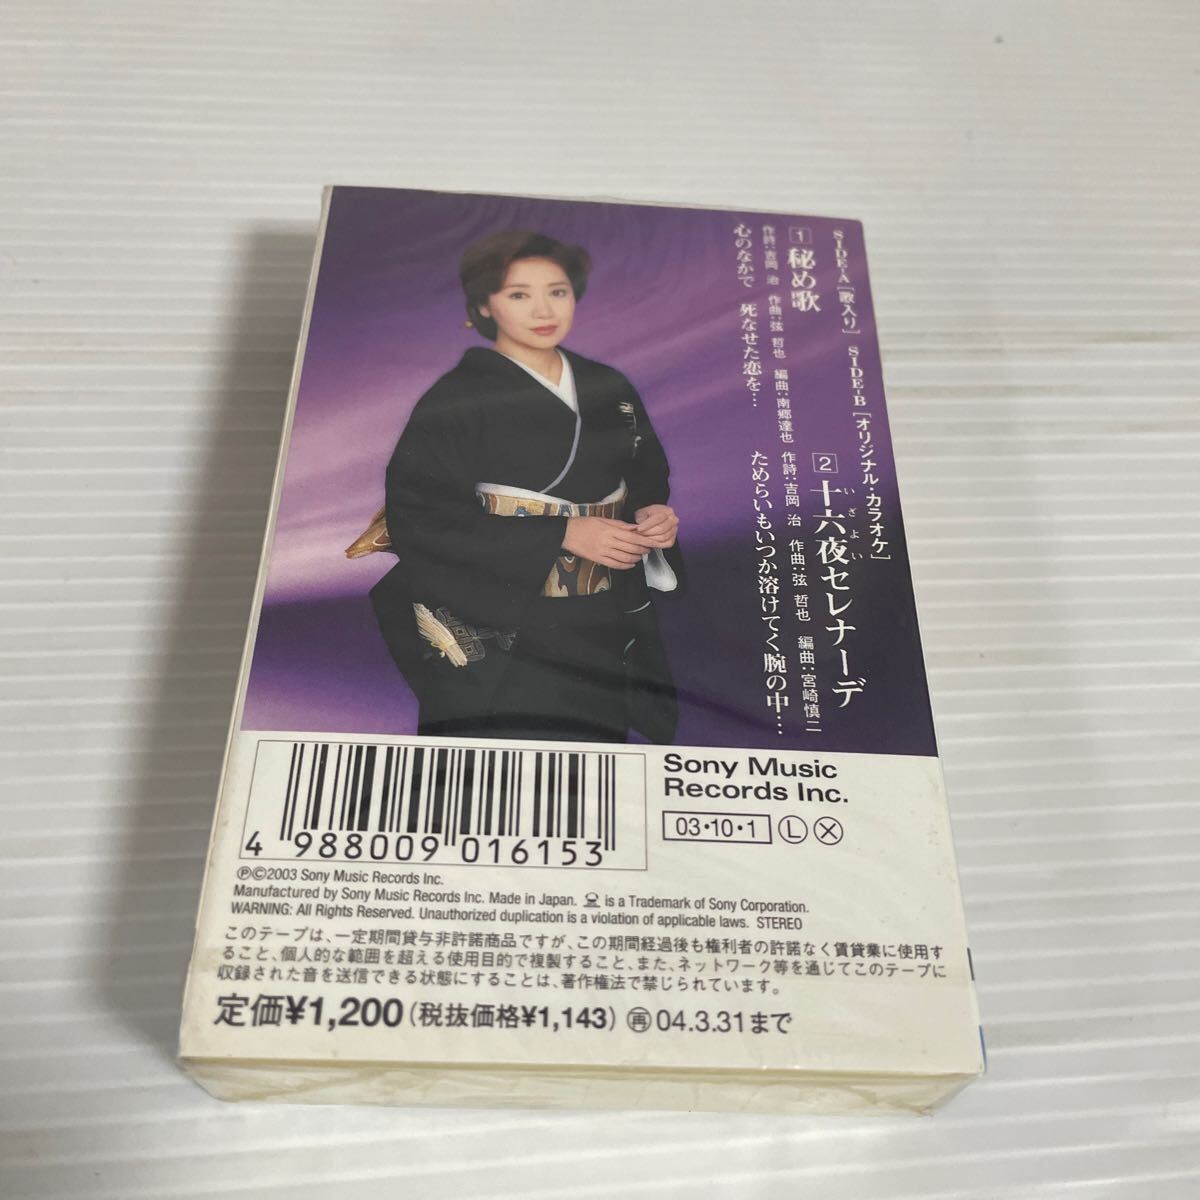 SIDE-A［歌入り］ SIDE-B［オリジナル・カラオケ］
1 秘め歌
作詩：吉岡 治 作曲：弦 哲也 編曲：南郷達也
心のなかで 死なせた恋を…
いざよい
2 十六夜セレナーデ
作詩：吉岡 治 作曲：弦 哲也 編曲：宮崎慎二
ためらいもいつか溶けてく腕の中…
4 988009 016153
Sony Music
Records Inc.
03・10・1 L X
℗©2003 Sony Music Records Inc.
Manufactured by Sony Music Records Inc. Made in Japan. is a Trademark of Sony Corporation.
WARNING: All Rights Reserved. Unauthorized duplication is a violation of applicable laws. STEREO
このテープは、一定期間貸与非許諾商品ですが、この期間経過後も権利者の許諾なく賃貸業に使用す
ること、個人的な範囲を超える使用目的で複製すること、また、ネットワーク等を通じてこのテープに
収録された音を送信できる状態にすることは、著作権法で禁じられています。
定価¥1,200（税抜価格¥1,143）再04.3.31まで